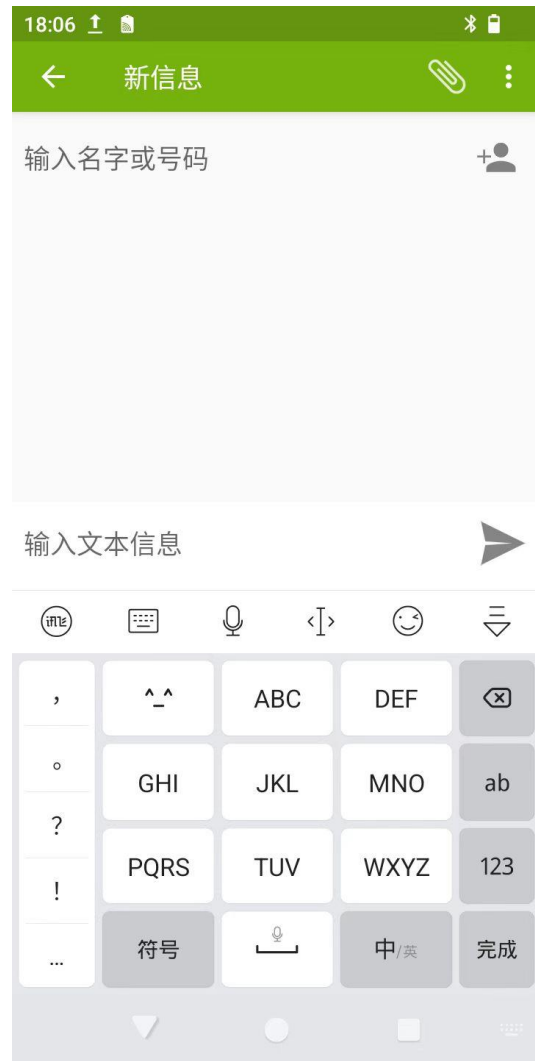 18:06
新信息
输入名字或号码
输入文本信息
， ^_^ ABC DEF
。 GHI JKL MNO ab
？ PQRS TUV WXYZ 123
！
... 符号 中/英 完成